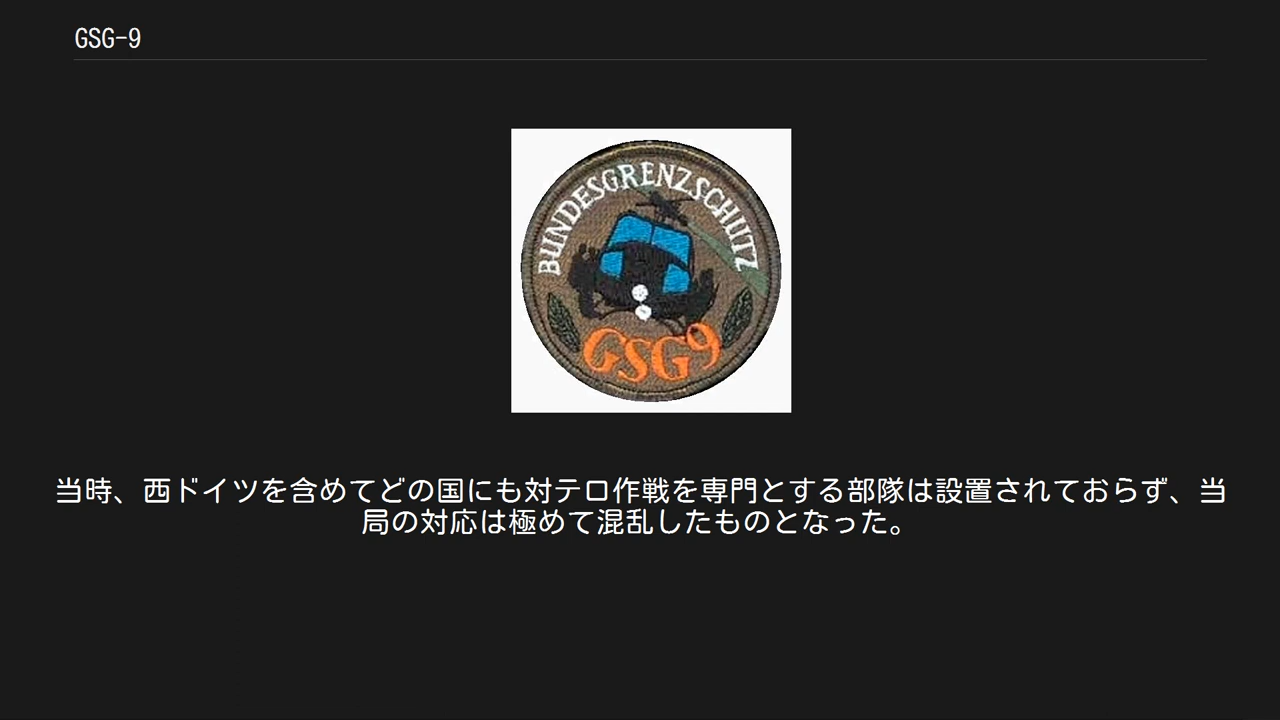 GSG-9
BUNDESGRENZSCHUTZ
GSG9
当時、西ドイツを含めてどの国にも対テロ作戦を専門とする部隊は設置されておらず、当
局の対応は極めて混乱したものとなった。